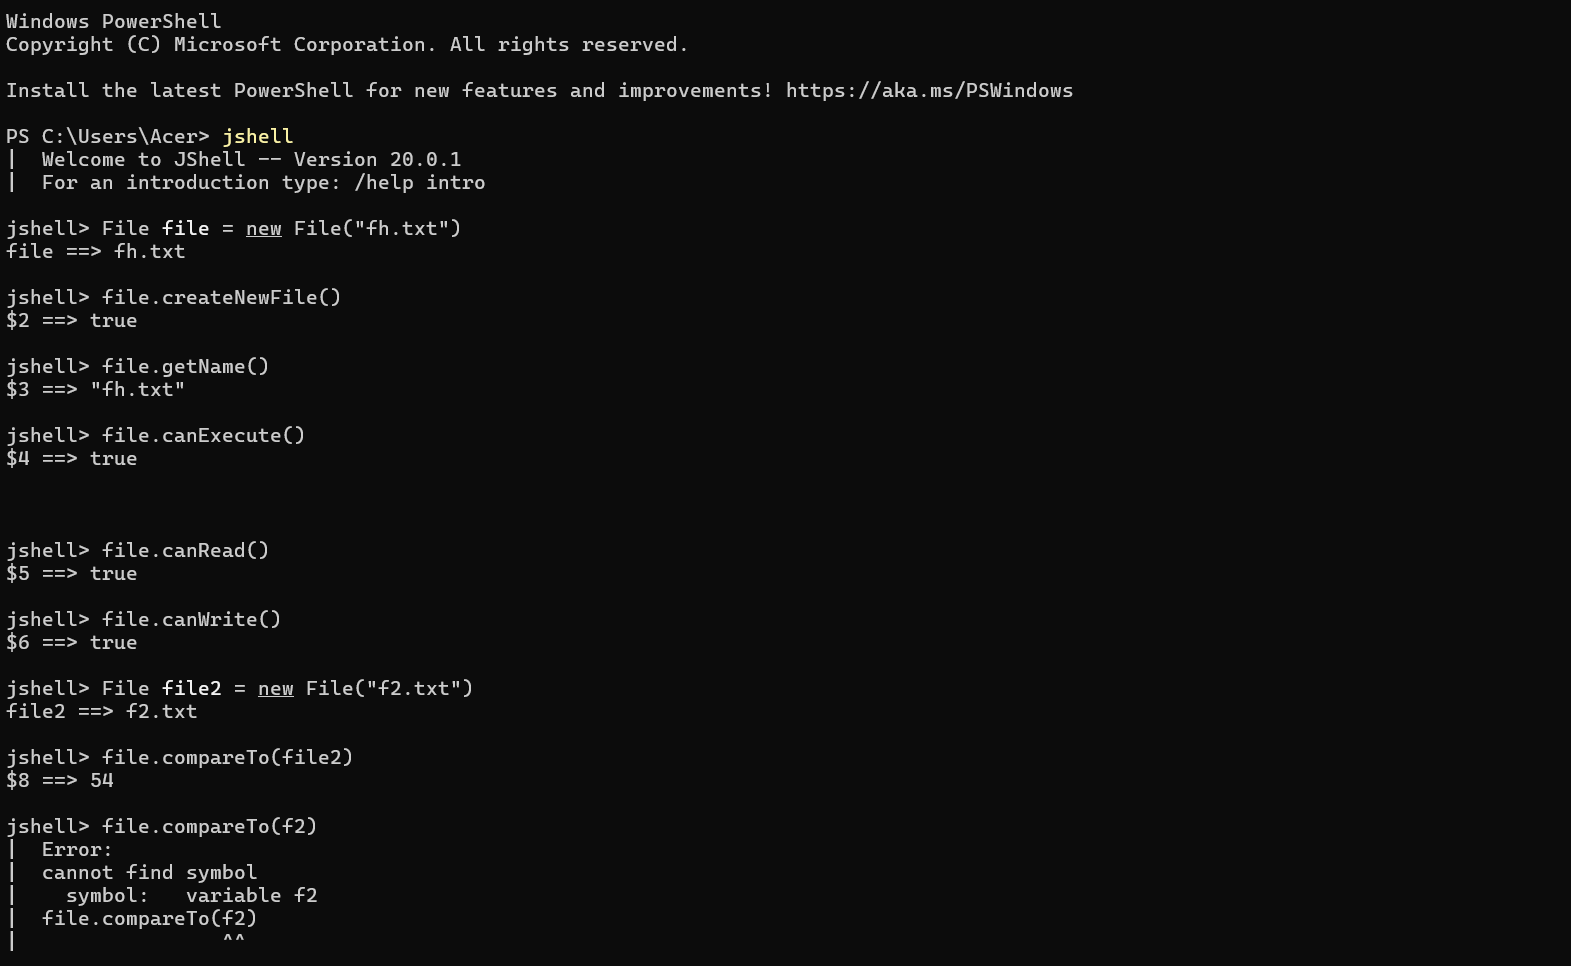 Windows PowerShell
Copyright (C) Microsoft Corporation. All rights reserved.
Install the latest PowerShell for new features and improvements! https://aka.ms/PSWindows
PS C:\Users\Acer> jshell
|  Welcome to JShell -- Version 20.0.1
|  For an introduction type: /help intro
jshell> File file = new File("fh.txt")
file ==> fh.txt
jshell> file.createNewFile()
$2 ==> true
jshell> file.getName()
$3 ==> "fh.txt"
jshell> file.canExecute()
$4 ==> true
jshell> file.canRead()
$5 ==> true
jshell> file.canWrite()
$6 ==> true
jshell> File file2 = new File("f2.txt")
file2 ==> f2.txt
jshell> file.compareTo(file2)
$8 ==> 54
jshell> file.compareTo(f2)
|  Error:
|  cannot find symbol
|    symbol:   variable f2
|  file.compareTo(f2)
|                 ^^